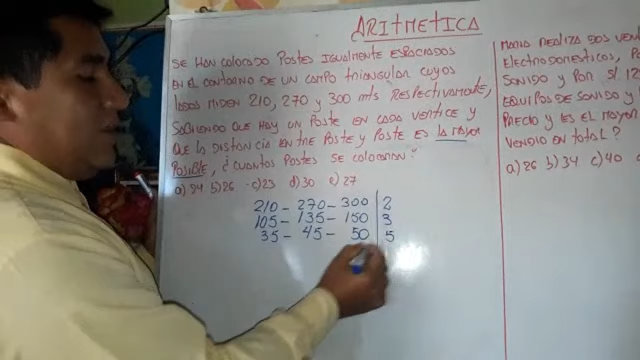 ARITMETICA
SE HAN COLOCADO POSTES IGUALMENTE ESPACIADOS
EN EL CONTORNO DE UN CAMPO TRIANGULAR CUYOS
LADOS MIDEN 210, 270 y 300 mts RESPECTIVAMENTE,
SABIENDO QUE HAY UN POSTE EN CADA VERTICE Y
QUE LA DISTANCIA ENTRE POSTE Y POSTE ES LA MAYOR
POSIBLE, ¿ CUANTOS POSTES SE COLOCARON?
a) 24 b) 26 c) 23 d) 30 e) 27
210 - 270 - 300 | 2
105 - 135 - 150 | 3
35 - 45 - 50 | 5
MARIO REALIZA DOS
ELECTRODOMESTICOS,
SONIDO Y POR S/. 12
EQUIPOS DE SONIDO Y
PRECIO Y ES EL MAYOR
VENDIO EN TOTAL?
a) 26 b) 34 c) 40